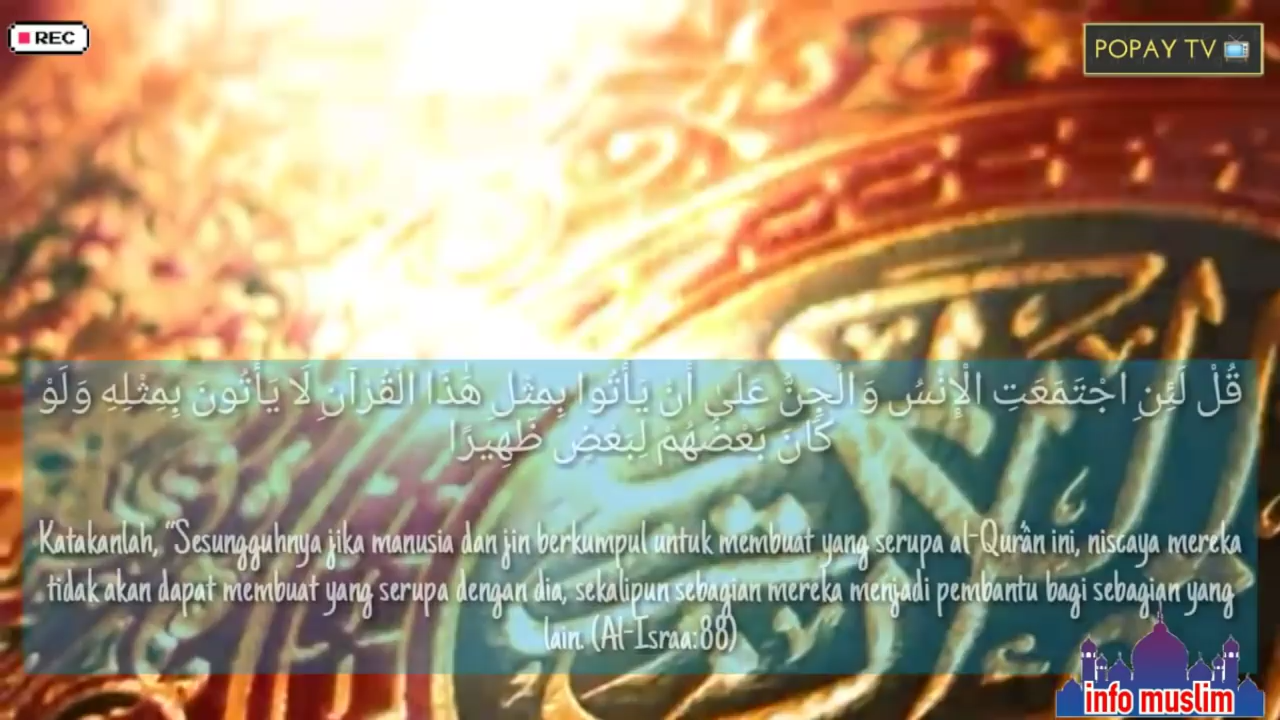 REC
POPAY TV
قُلْ لَئِنِ اجْتَمَعَتِ الْإِنْسُ وَالْجِنُّ عَلَىٰ أَنْ يَأْتُوا بِمِثْلِ هَٰذَا الْقُرْآنِ لَا يَأْتُونَ بِمِثْلِهِ وَلَوْ
كَانَ بَعْضُهُمْ لِبَعْضٍ ظَهِيرًا
Katakanlah, "Sesungguhnya jika manusia dan jin berkumpul untuk membuat yang serupa al-Qurân ini, niscaya mereka
tidak akan dapat membuat yang serupa dengan dia, sekalipun sebagian mereka menjadi pembantu bagi sebagian yang
lain. (Al-Israa:88)
info muslim